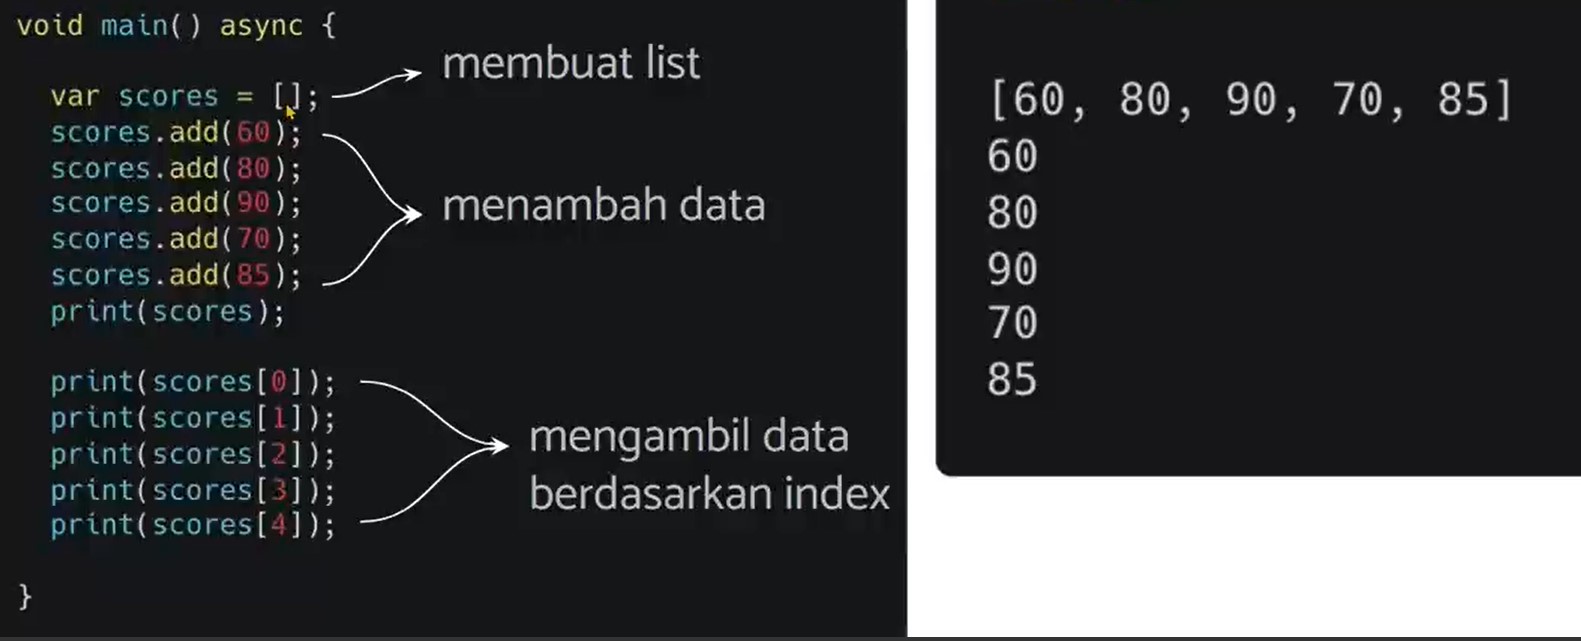 void main() async {
var scores = [];
membuat list
scores.add(60);
scores.add(80);
scores.add(90);
scores.add(70);
scores.add(85);
menambah data
print(scores);
print(scores[0]);
print(scores[1]);
print(scores[2]);
print(scores[3]);
print(scores[4]);
mengambil data
berdasarkan index
}
[60, 80, 90, 70, 85]
60
80
90
70
85